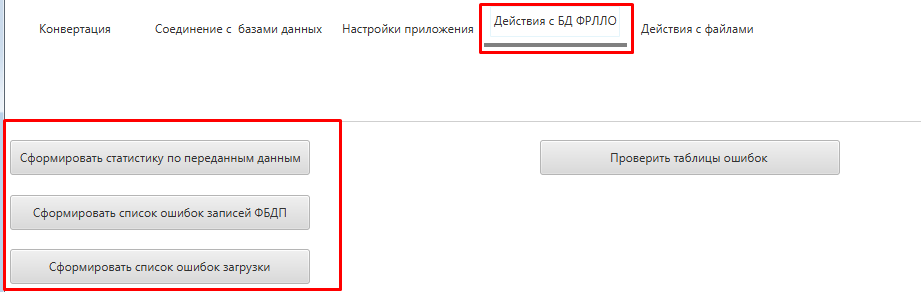 Конвертация
Соединение с базами данных
Настройки приложения
Действия с БД ФРЛЛО
Действия с файлами
Сформировать статистику по переданным данным
Проверить таблицы ошибок
Сформировать список ошибок записей ФБДП
Сформировать список ошибок загрузки